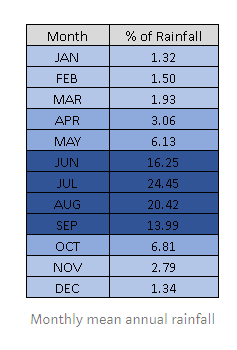 Month % of Rainfall
JAN 1.32
FEB 1.50
MAR 1.93
APR 3.06
MAY 6.13
JUN 16.25
JUL 24.45
AUG 20.42
SEP 13.99
OCT 6.81
NOV 2.79
DEC 1.34
Monthly mean annual rainfall